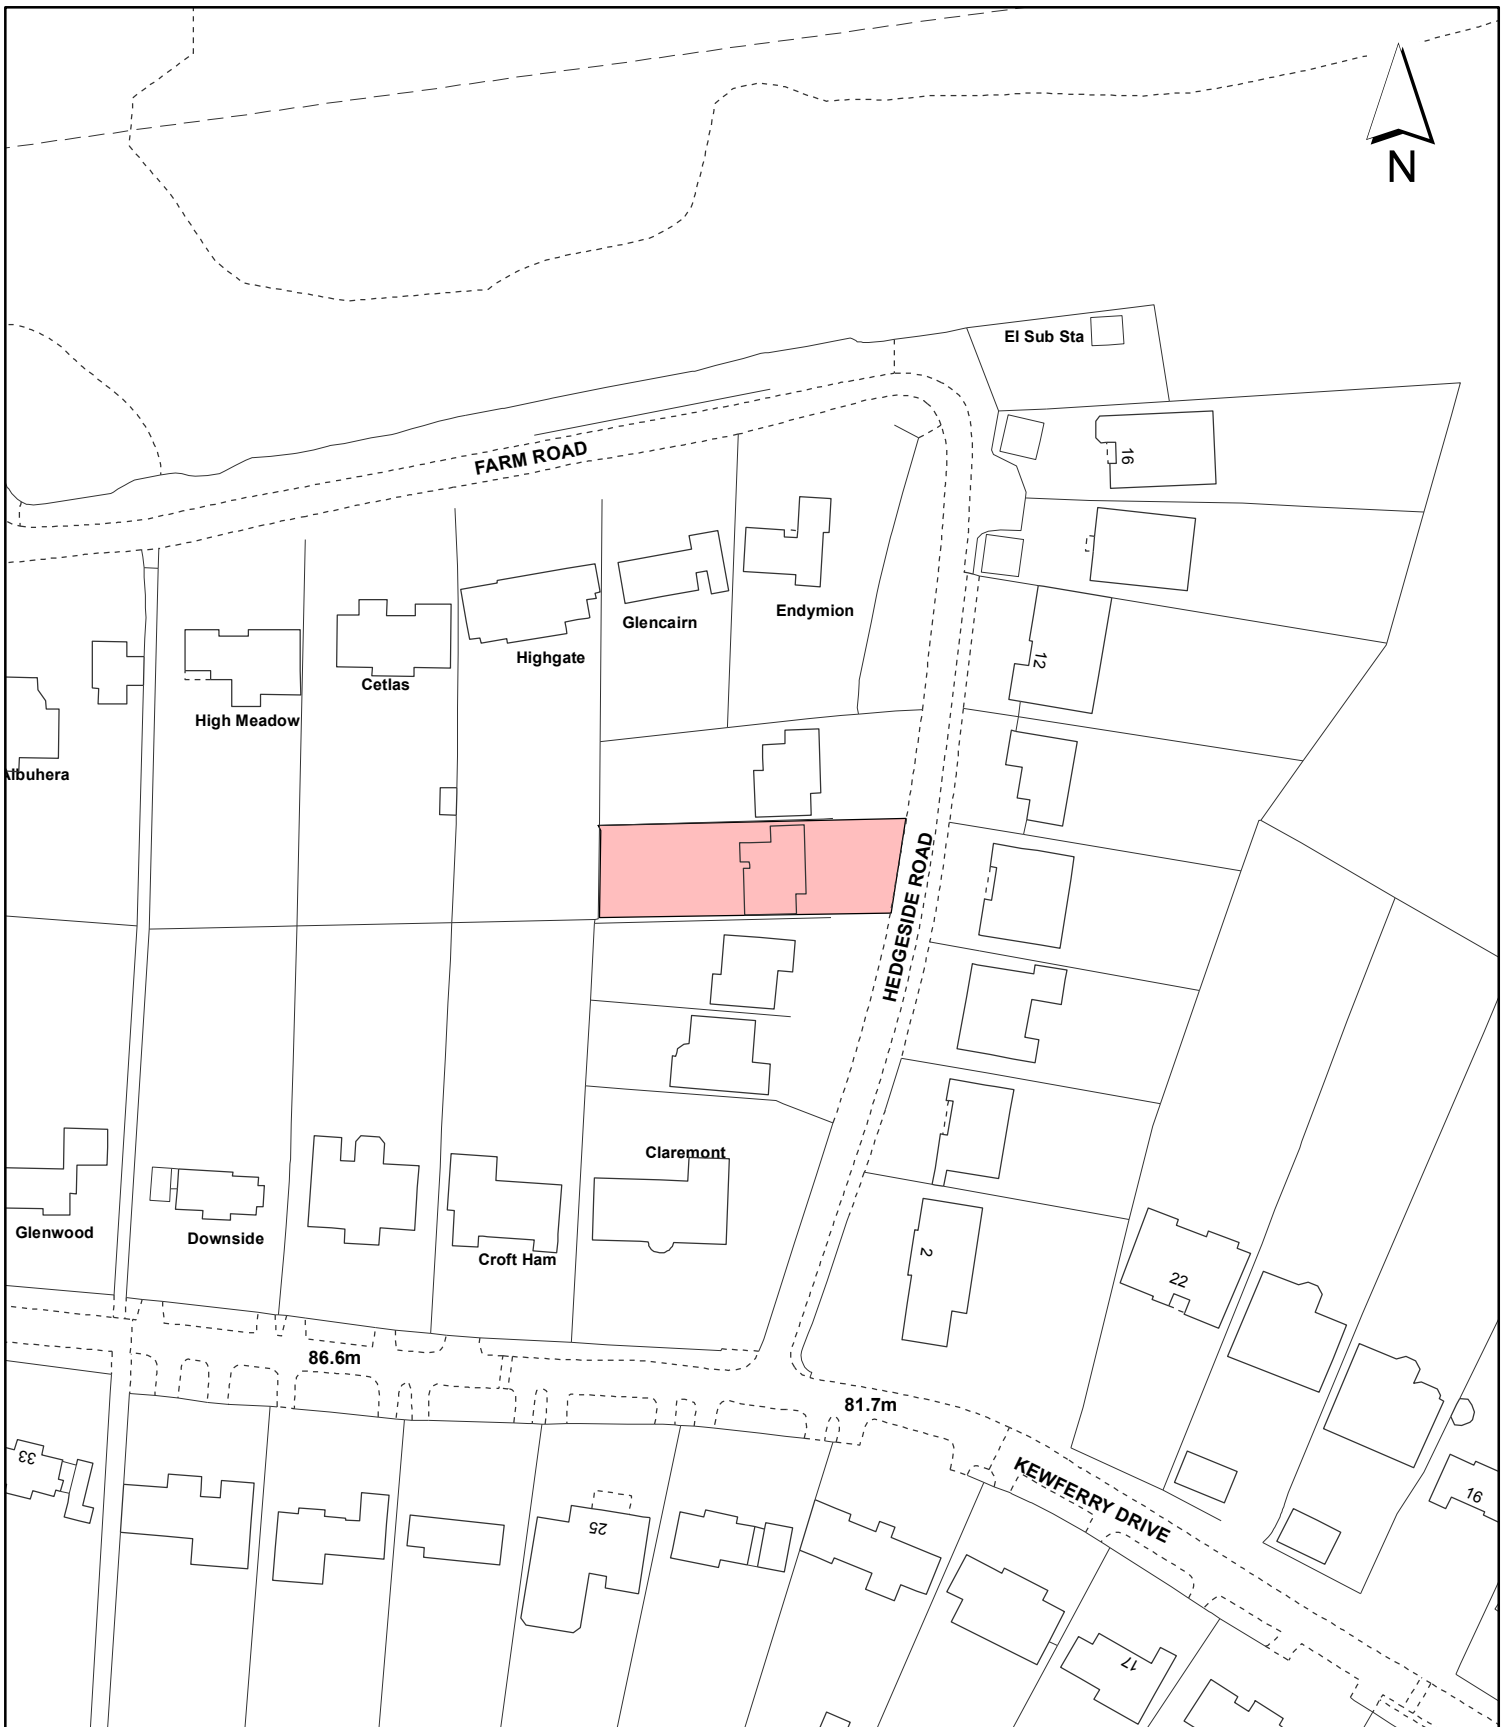 N
El Sub Sta
16
FARM ROAD
12
Endymion
Glencairn
Highgate
Cetlas
High Meadow
Albuhera
HEDGESIDE ROAD
Claremont
Glenwood
Downside
Croft Ham
2
22
86.6m
81.7m
KEWFERRY DRIVE
33
25
16
17